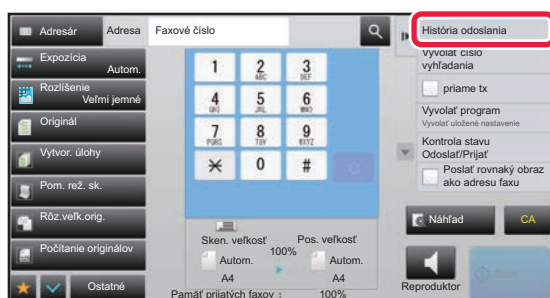 Adresár
Adresa
Faxové číslo
Expozícia
Autom.
Rozlíšenie
Veľmi jemné
Originál
Vytvor. úlohy
Pom. rež. sk.
Rôz.veľk.orig.
Počítanie originálov
Ostatné
1
2
ABC
3
DEF
4
GHI
5
JKL
6
MNO
7
PQRS
8
TUV
9
WXYZ
0
#
C
Sken. veľkosť
100%
Pos. veľkosť
Autom.
A4
Autom.
A4
Pamäť prijatých faxov :
100%
História odoslania
Vyvolať číslo
vyhľadania
priame tx
Vyvolať program
Vyvolať uložené nastavenie
Kontrola stavu
Odoslať/Prijať
Poslať rovnaký obraz
ako adresu faxu
Náhľad
CA
Reproduktor
Start